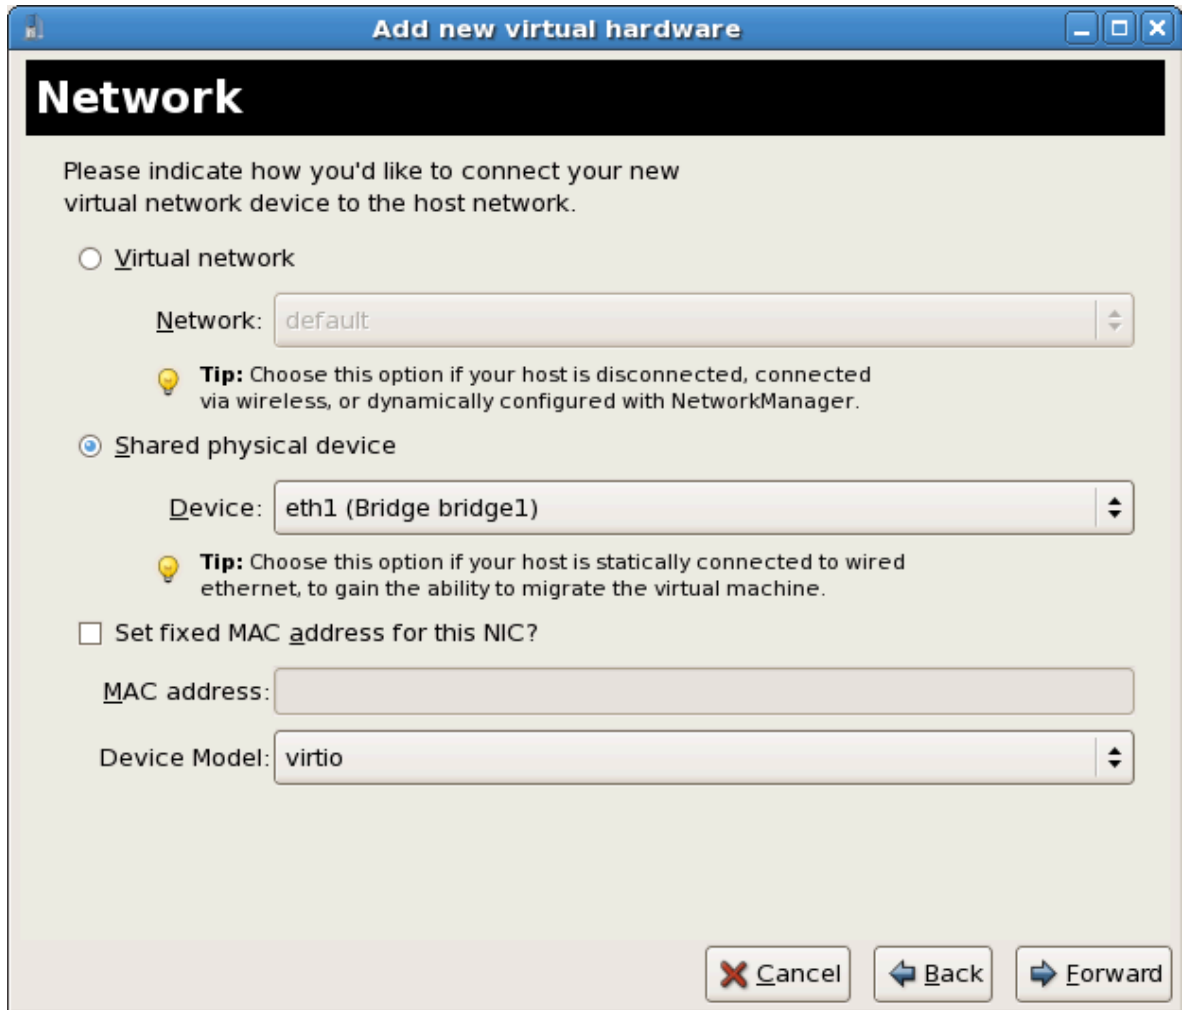 Add new virtual hardware
Network
Please indicate how you'd like to connect your new
virtual network device to the host network.
Virtual network
Network: default
Tip: Choose this option if your host is disconnected, connected
via wireless, or dynamically configured with NetworkManager.
Shared physical device
Device: eth1 (Bridge bridge1)
Tip: Choose this option if your host is statically connected to wired
ethernet, to gain the ability to migrate the virtual machine.
Set fixed MAC address for this NIC?
MAC address:
Device Model: virtio
Cancel Back Forward